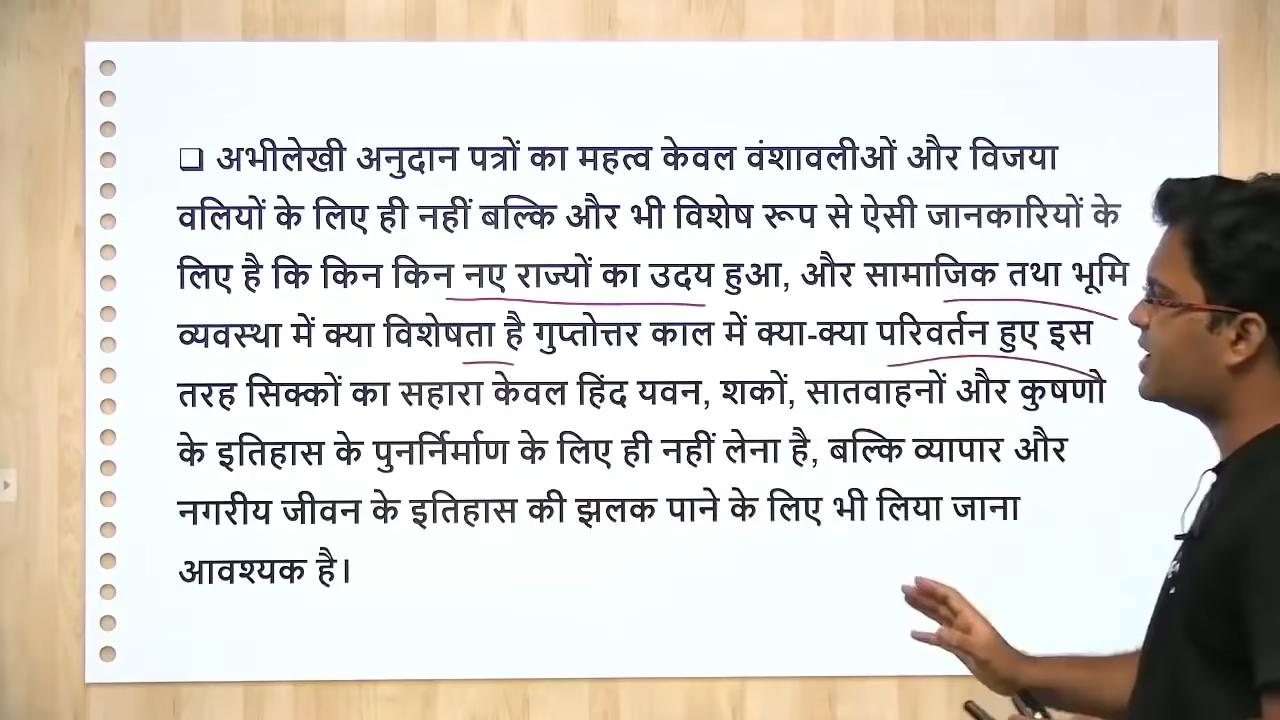 ❑ अभीलेखी अनुदान पत्रों का महत्व केवल वंशावलीओं और विजया
वलियों के लिए ही नहीं बल्कि और भी विशेष रूप से ऐसी जानकारियों के
लिए है कि किन किन नए राज्यों का उदय हुआ, और सामाजिक तथा भूमि
व्यवस्था में क्या विशेषता है गुप्तोत्तर काल में क्या-क्या परिवर्तन हुए इस
तरह सिक्कों का सहारा केवल हिंद यवन, शकों, सातवाहनों और कुषणो
के इतिहास के पुनर्निर्माण के लिए ही नहीं लेना है, बल्कि व्यापार और
नगरीय जीवन के इतिहास की झलक पाने के लिए भी लिया जाना
आवश्यक है।